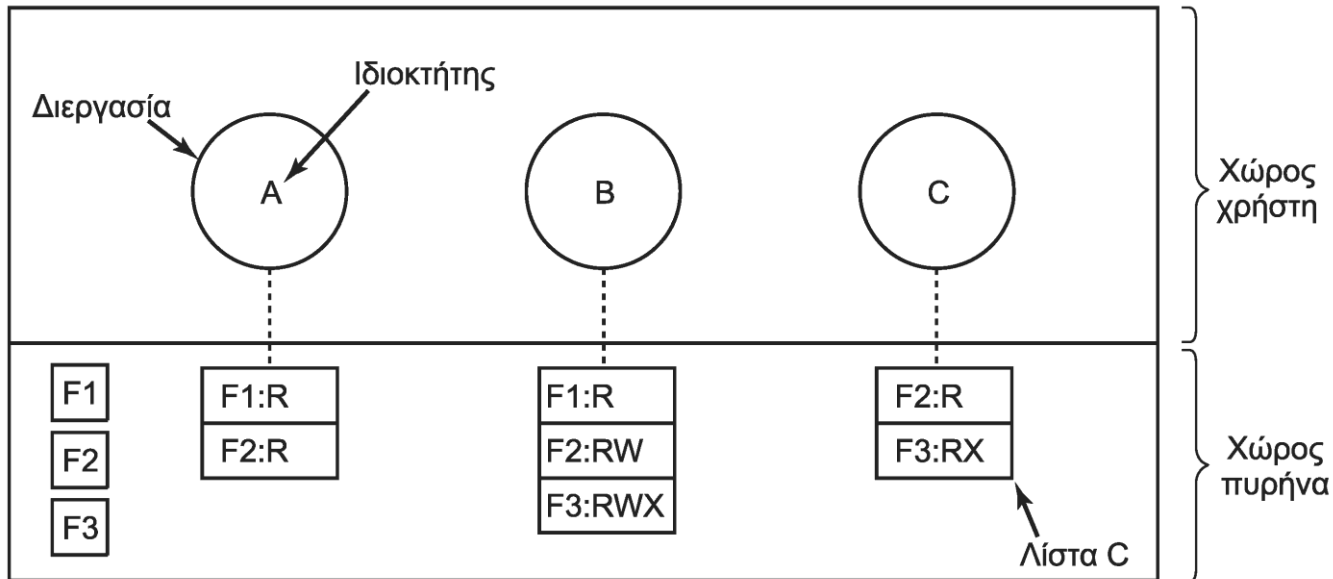 Ιδιοκτήτης
Διεργασία
A
B
C
Χώρος
χρήστη
F1
F2
F3
F1:R
F2:R
F1:R
F2:RW
F3:RWX
F2:R
F3:RX
Λίστα C
Χώρος
πυρήνα